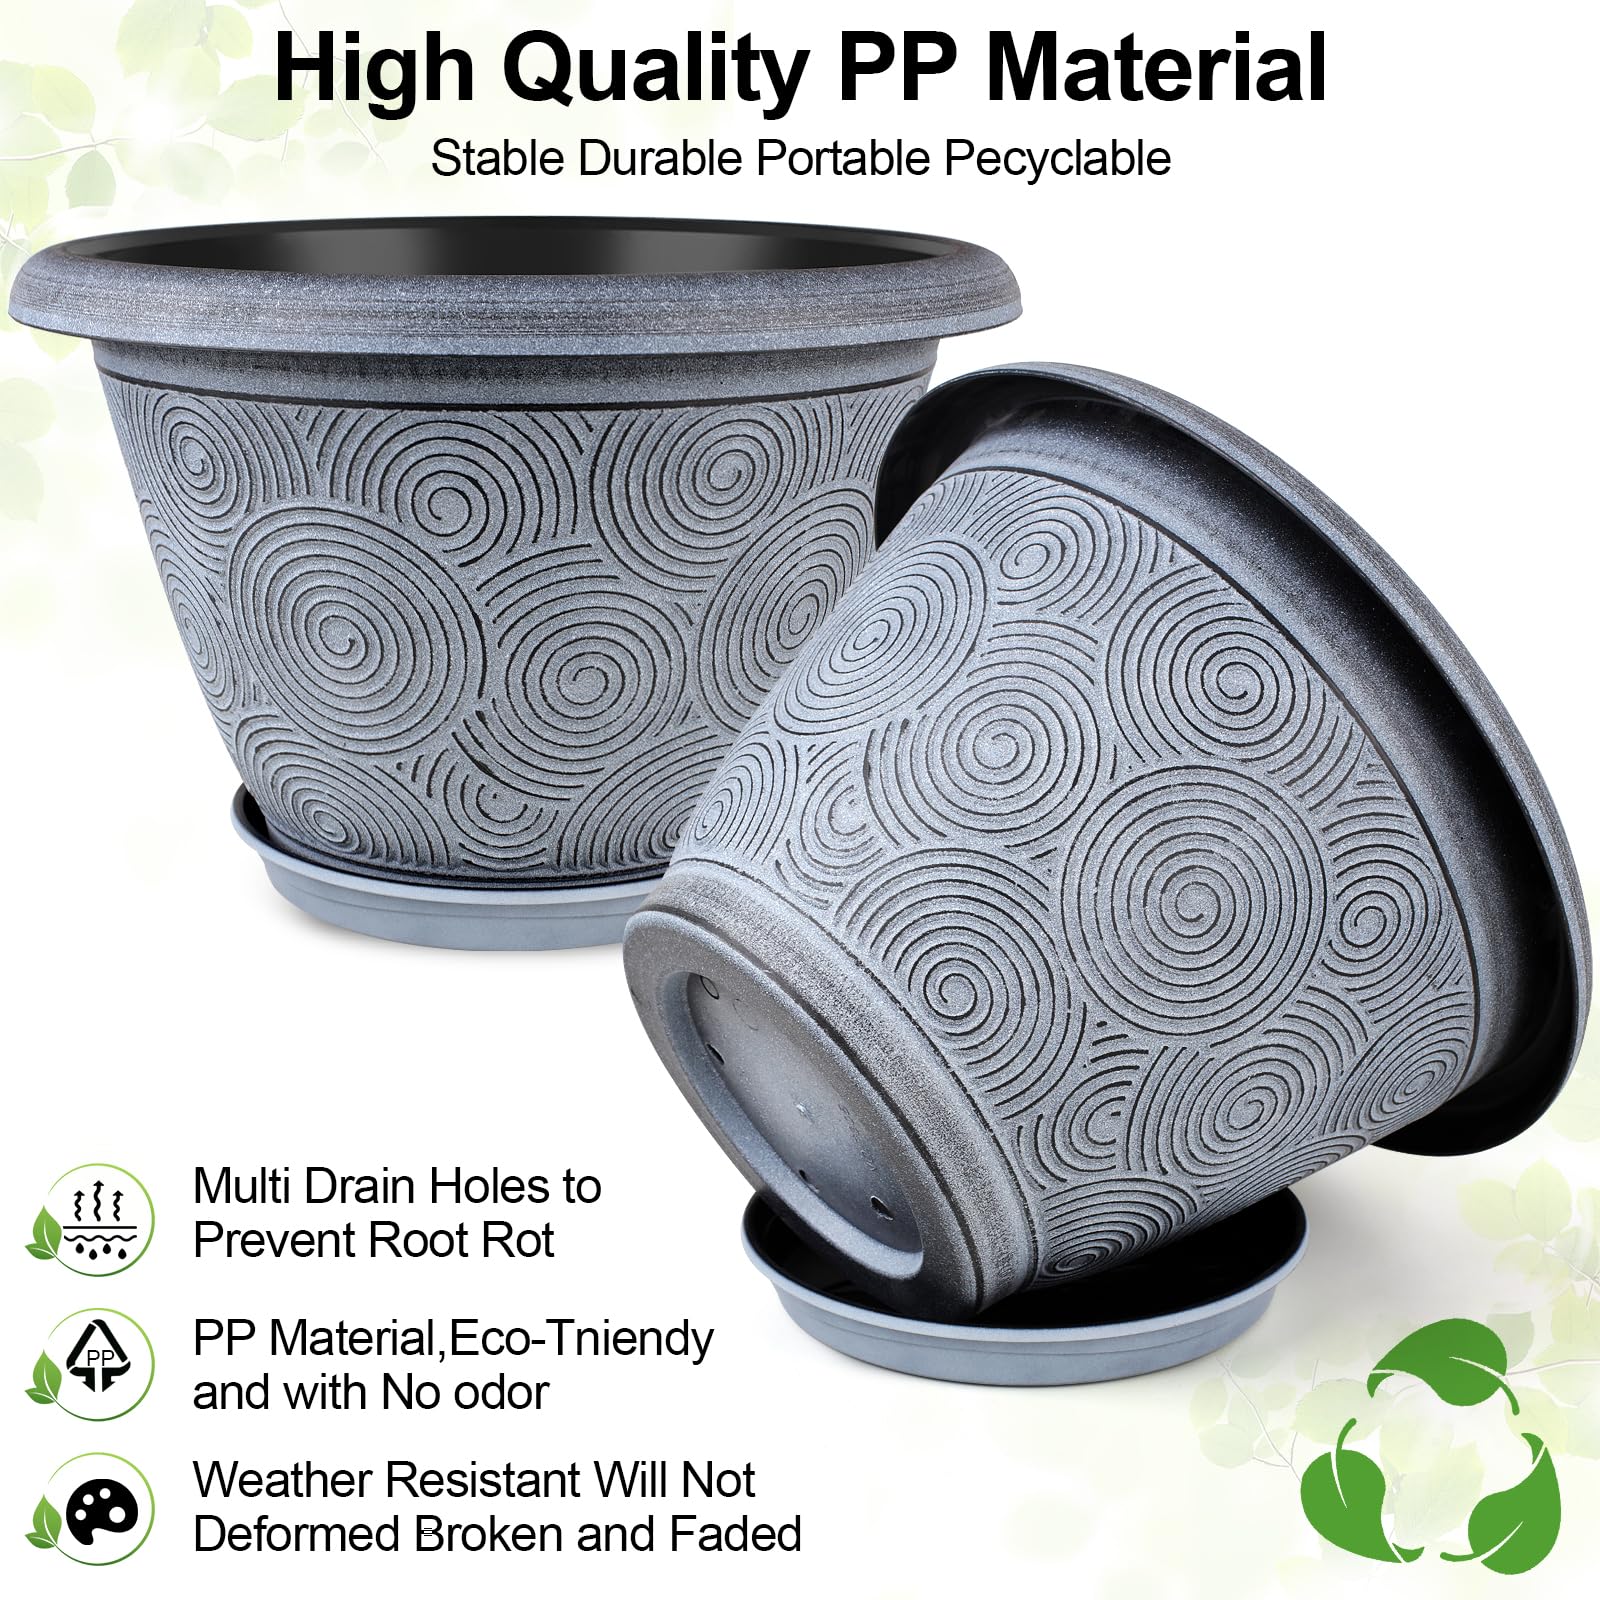 High Quality PP Material
Stable Durable Portable Pecyclable
Multi Drain Holes to
Prevent Root Rot
PP
PP Material,Eco-Tniendy
and with No odor
Weather Resistant Will Not
Deformed Broken and Faded